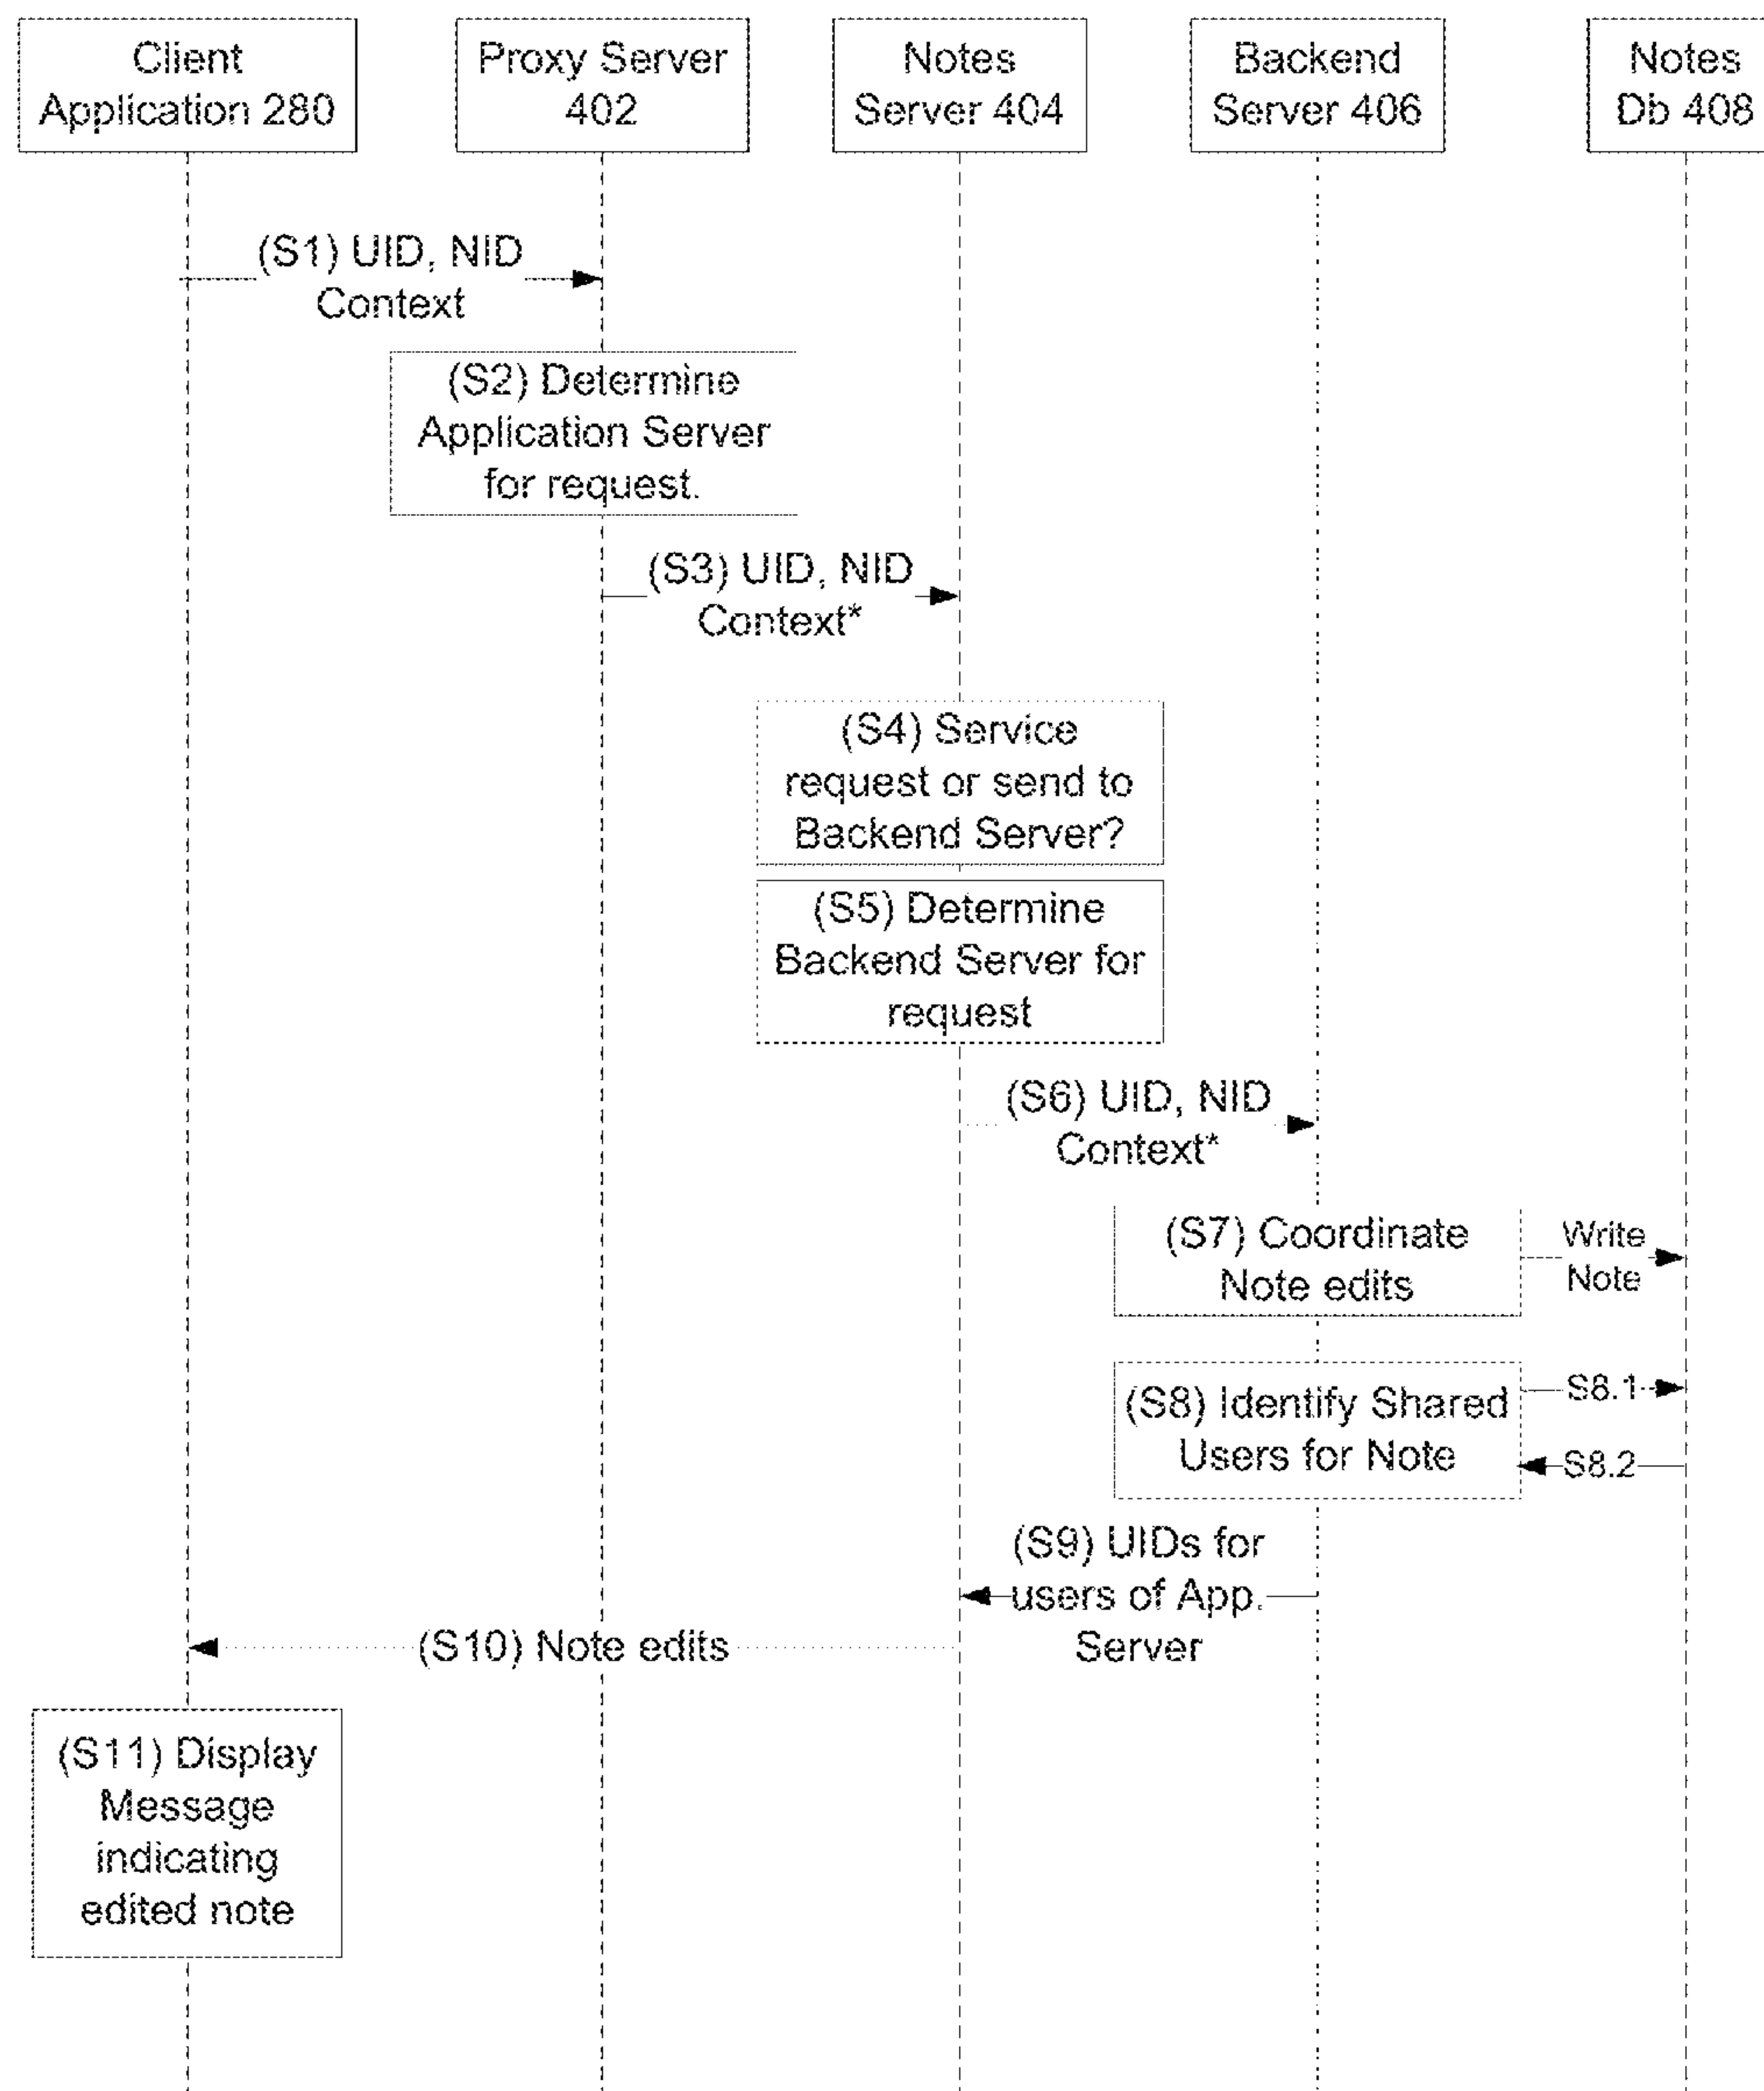 Client
Application 280
Proxy Server
402
Notes
Server 404
Backend
Server 406
Notes
Db 408
(S1) UID, NID
Context
(S2) Determine
Application Server
for request.
(S3) UID, NID
Context*
(S4) Service
request or send to
Backend Server?
(S5) Determine
Backend Server for
request
(S6) UID, NID
Context*
(S7) Coordinate
Note edits
Write
Note
(S8) Identify Shared
Users for Note
S8.1
S8.2
(S9) UIDs for
users of App.
Server
(S10) Note edits
(S11) Display
Message
indicating
edited note